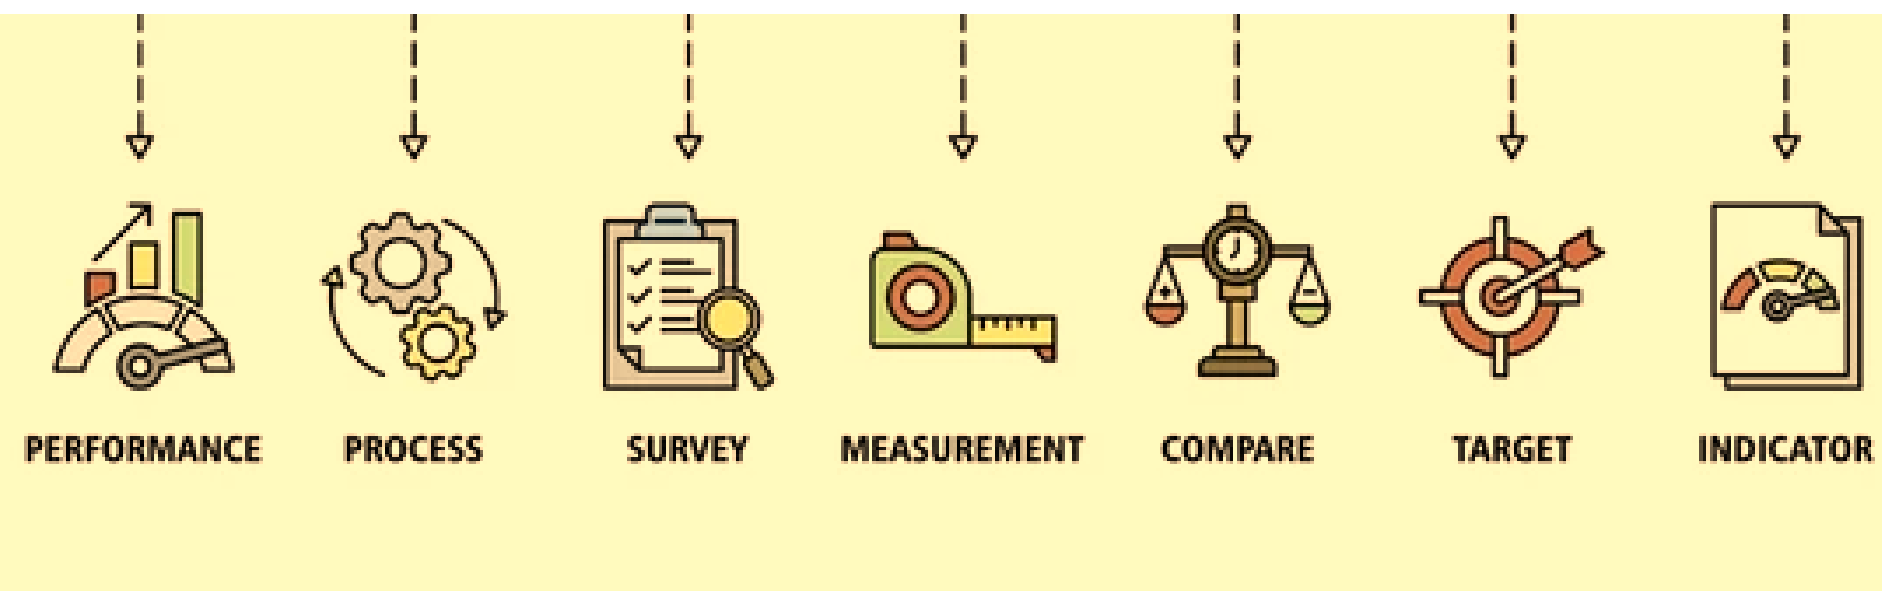 PERFORMANCE
PROCESS
SURVEY
MEASUREMENT
COMPARE
TARGET
INDICATOR